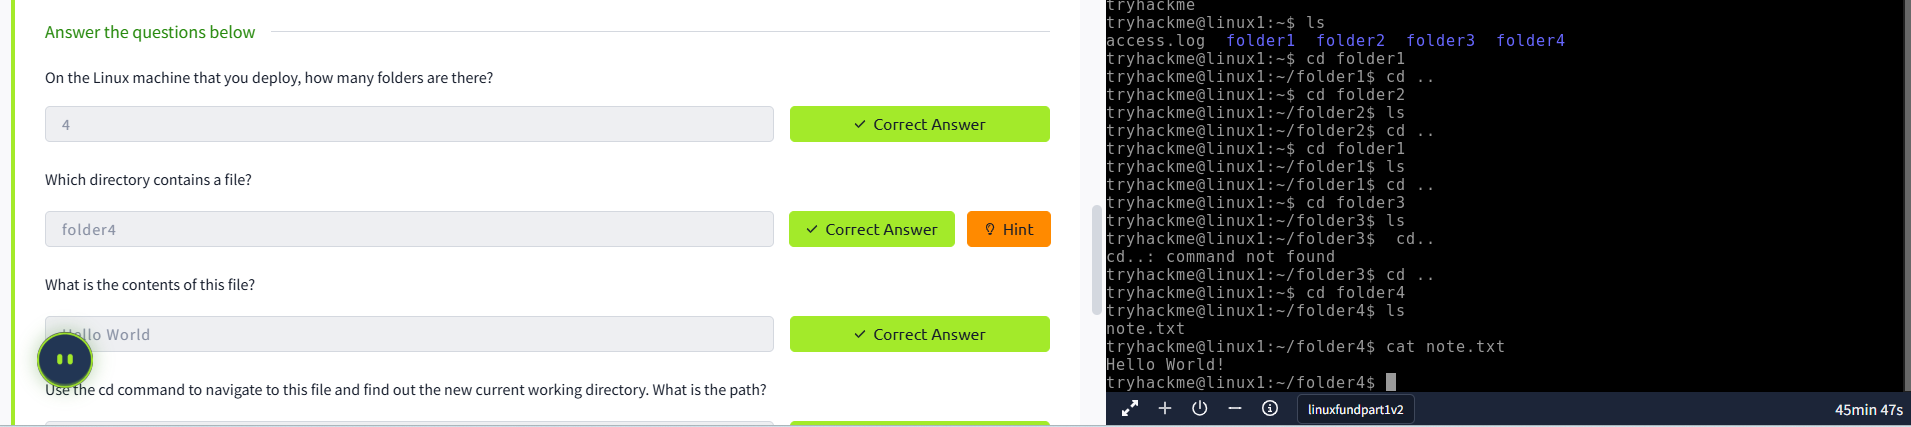 Answer the questions below
On the Linux machine that you deploy, how many folders are there?
4
✓ Correct Answer
Which directory contains a file?
folder4
✓ Correct Answer
Hint
What is the contents of this file?
Hello World
✓ Correct Answer
Use the cd command to navigate to this file and find out the new current working directory. What is the path?
tryhackme
tryhackme@linux1:~$ ls
access.log  folder1  folder2  folder3  folder4
tryhackme@linux1:~$ cd folder1
tryhackme@linux1:~/folder1$ cd ..
tryhackme@linux1:~$ cd folder2
tryhackme@linux1:~/folder2$ ls
tryhackme@linux1:~/folder2$ cd ..
tryhackme@linux1:~$ cd folder1
tryhackme@linux1:~/folder1$ ls
tryhackme@linux1:~/folder1$ cd ..
tryhackme@linux1:~$ cd folder3
tryhackme@linux1:~/folder3$ ls
tryhackme@linux1:~/folder3$  cd..
cd..: command not found
tryhackme@linux1:~/folder3$ cd ..
tryhackme@linux1:~$ cd folder4
tryhackme@linux1:~/folder4$ ls
note.txt
tryhackme@linux1:~/folder4$ cat note.txt
Hello World!
tryhackme@linux1:~/folder4$
linuxfundpart1v2
45min 47s